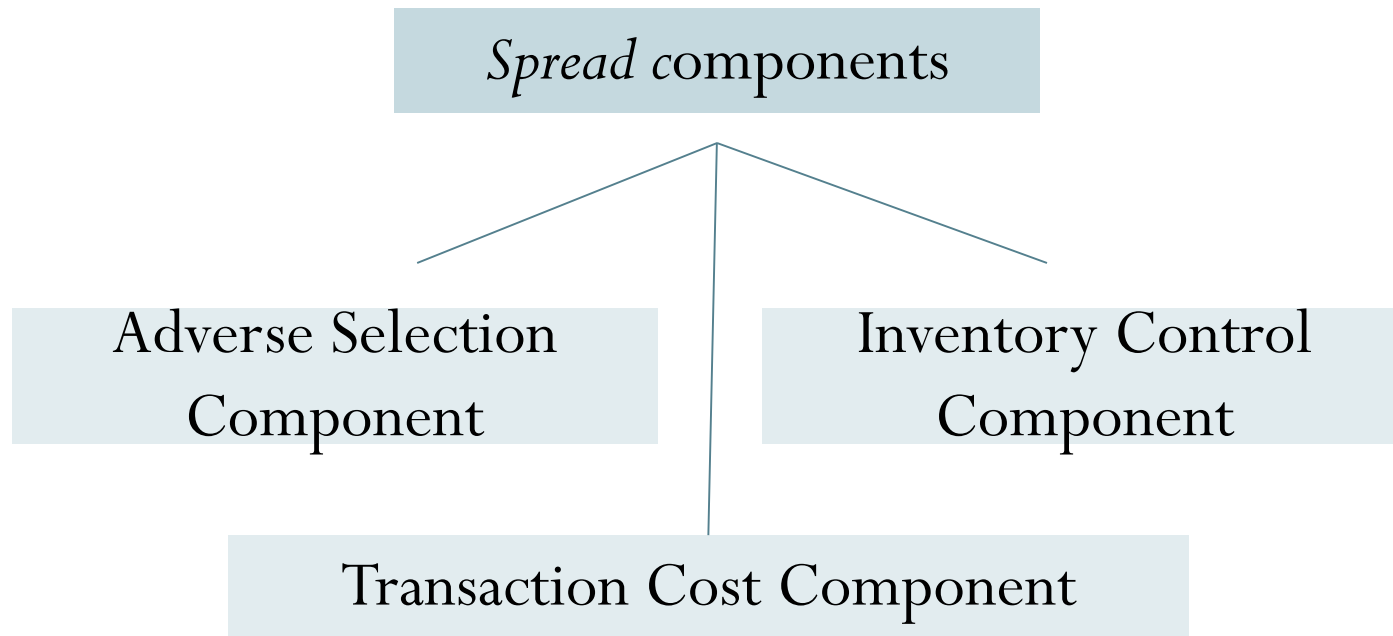 Spread components
Adverse Selection
Component
Inventory Control
Component
Transaction Cost Component